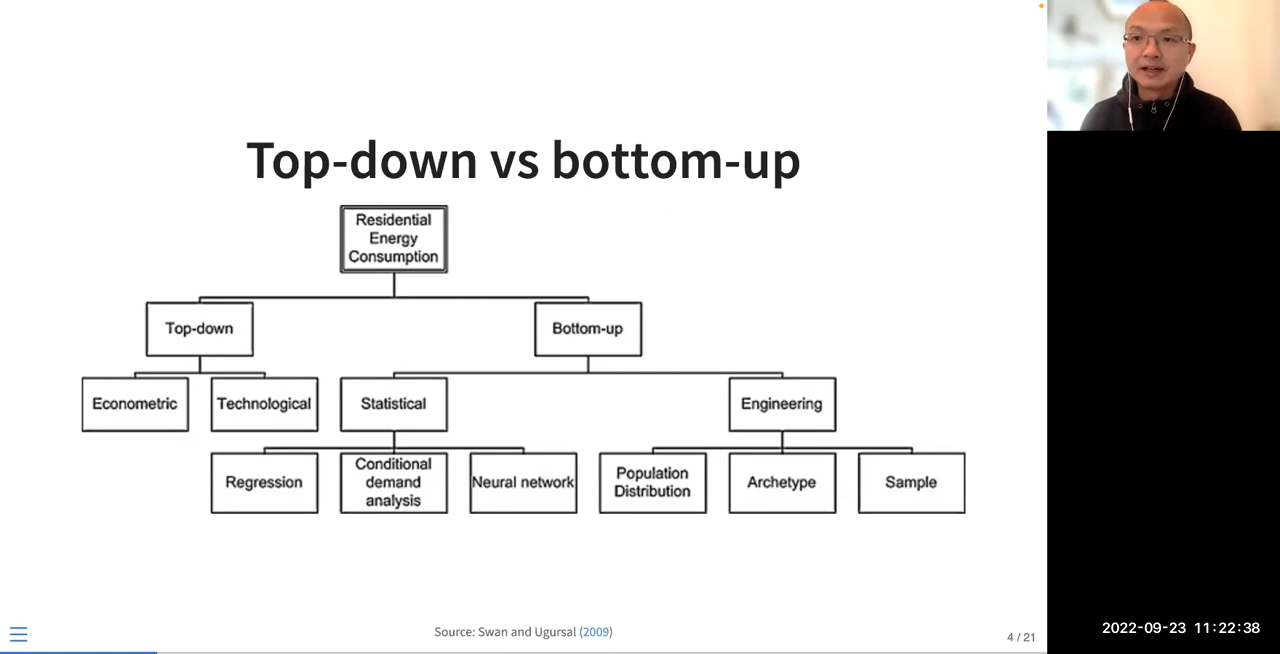 Top-down vs bottom-up
Residential
Energy
Consumption
Top-down
Bottom-up
Econometric
Technological
Statistical
Engineering
Regression
Conditional
demand
analysis
Neural network
Population
Distribution
Archetype
Sample
Source: Swan and Ugursal (2009)
4 / 21
2022-09-23 11:22:38